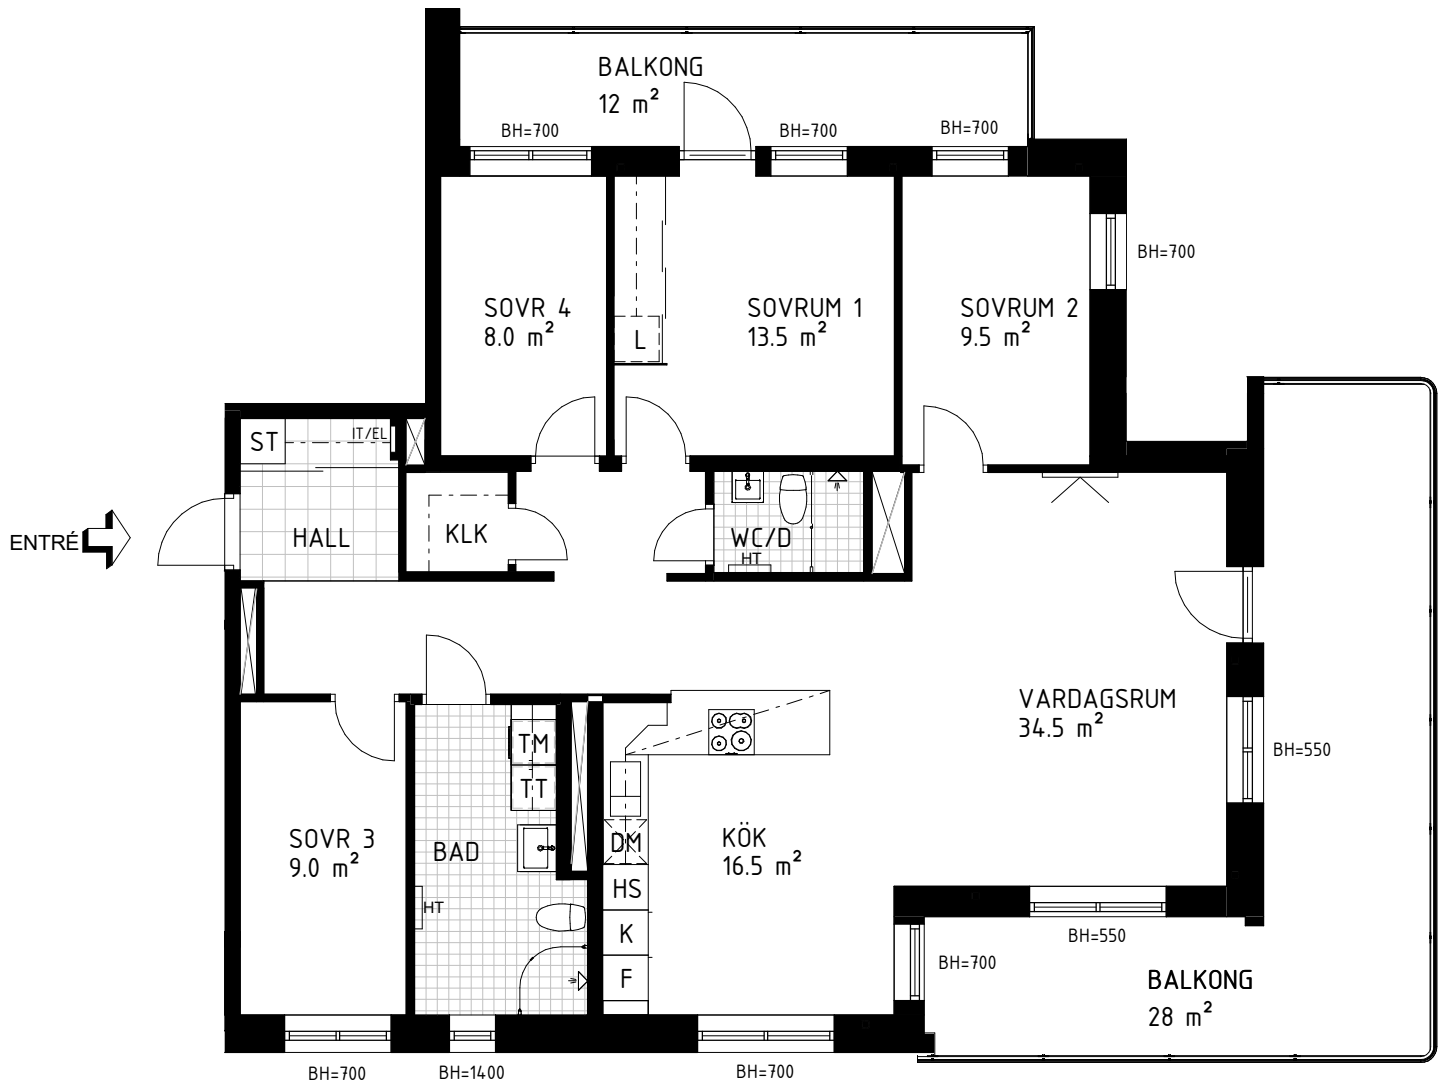 BALKONG
12 m²
BH=700
BH=700
BH=700
BH=700
SOVR 4
8.0 m²
SOVRUM 1
13.5 m²
SOVRUM 2
9.5 m²
L
ST
IT/EL
ENTRÉ
HALL
KLK
WC/D
HT
VARDAGSRUM
34.5 m²
BH=550
TM
TT
DM
HS
K
F
SOVR 3
9.0 m²
BAD
HT
KÖK
16.5 m²
BH=550
BH=700
BALKONG
28 m²
BH=700
BH=1400
BH=700